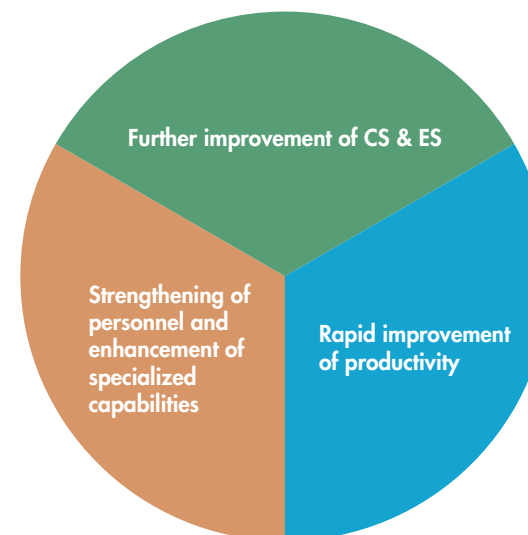 Further improvement of CS & ES
Strengthening of
personnel and
enhancement of
specialized
capabilities
Rapid improvement
of productivity